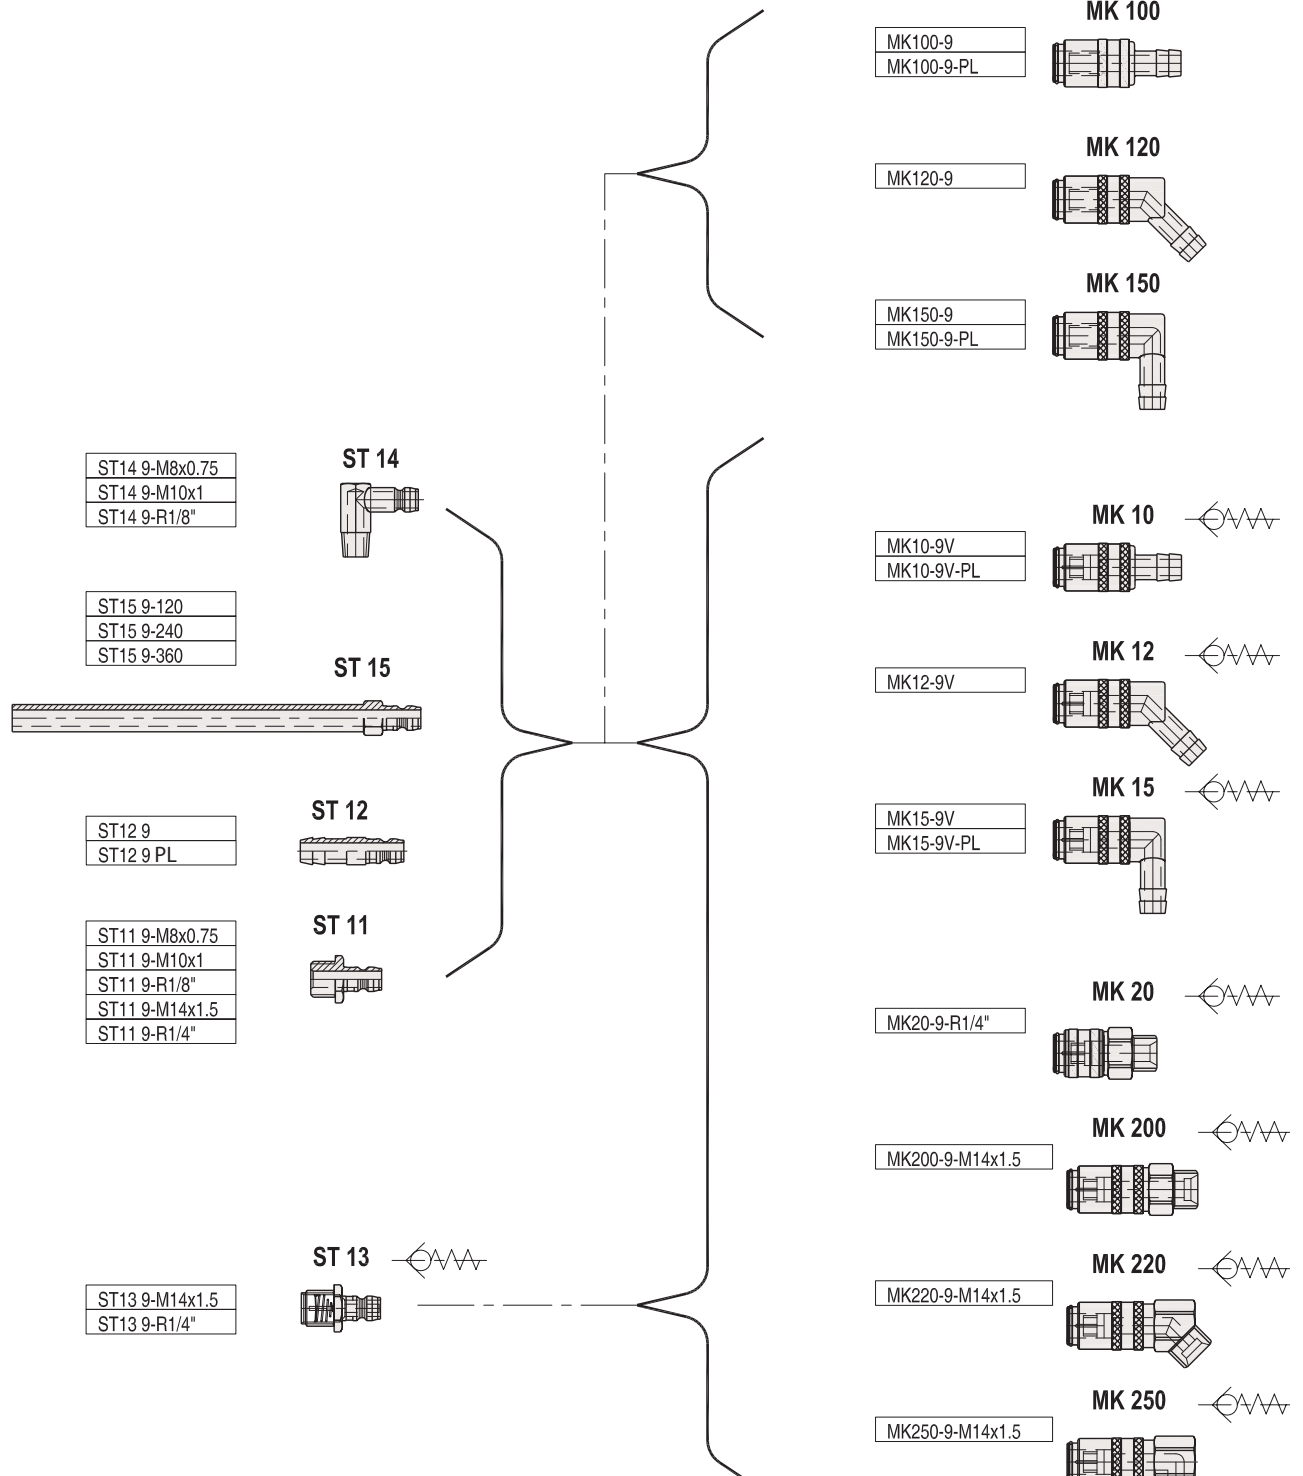 ST 14
ST14 9-M8x0.75
ST14 9-M10x1
ST14 9-R1/8"
ST15 9-120
ST15 9-240
ST15 9-360
ST 15
ST 12
ST12 9
ST12 9 PL
ST 11
ST11 9-M8x0.75
ST11 9-M10x1
ST11 9-R1/8"
ST11 9-M14x1.5
ST11 9-R1/4"
ST 13
ST13 9-M14x1.5
ST13 9-R1/4"
MK 100
MK100-9
MK100-9-PL
MK 120
MK120-9
MK 150
MK150-9
MK150-9-PL
MK 10
MK10-9V
MK10-9V-PL
MK 12
MK12-9V
MK 15
MK15-9V
MK15-9V-PL
MK 20
MK20-9-R1/4"
MK 200
MK200-9-M14x1.5
MK 220
MK220-9-M14x1.5
MK 250
MK250-9-M14x1.5